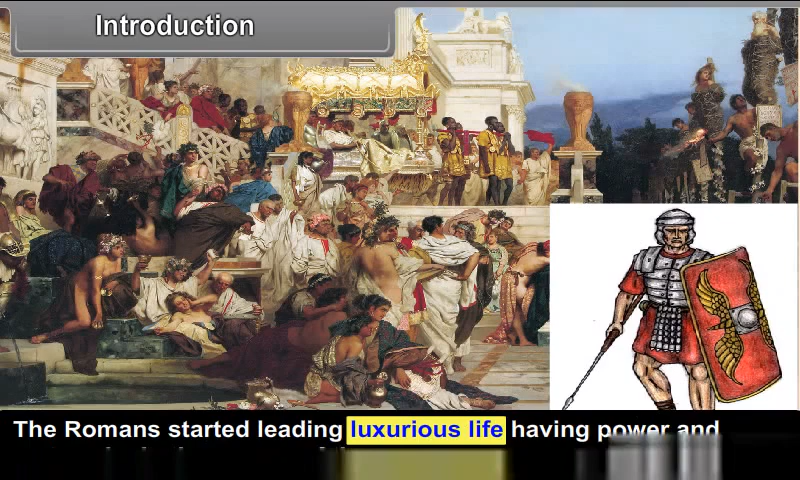 Introduction
The Romans started leading luxurious life having power and